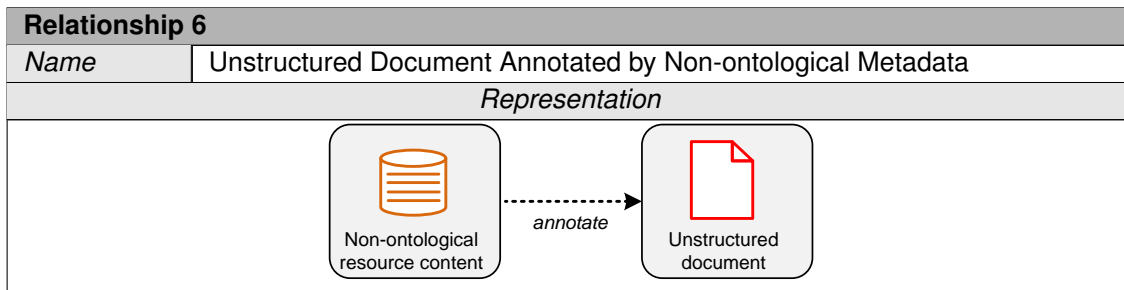 Relationship 6
Name Unstructured Document Annotated by Non-ontological Metadata
Representation
annotate
Non-ontological
resource content
Unstructured
document